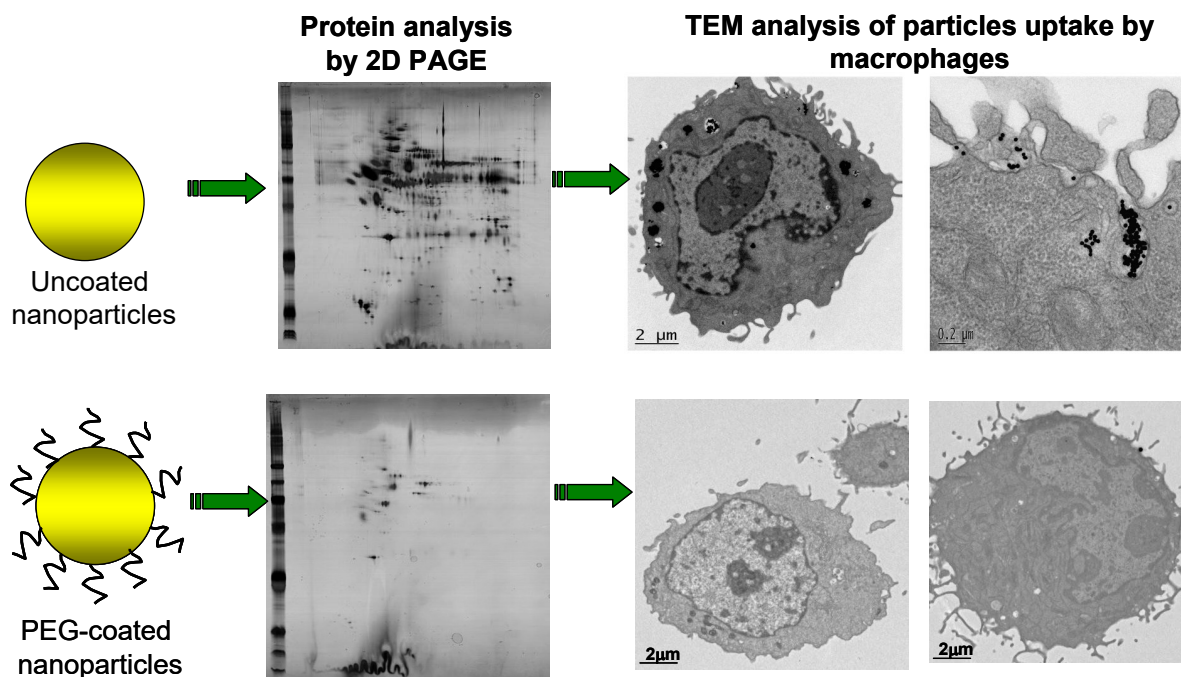 Protein analysis
by 2D PAGE
TEM analysis of particles uptake by
macrophages
Uncoated
nanoparticles
2 µm
0.2 µm
PEG-coated
nanoparticles
2µm
2µm